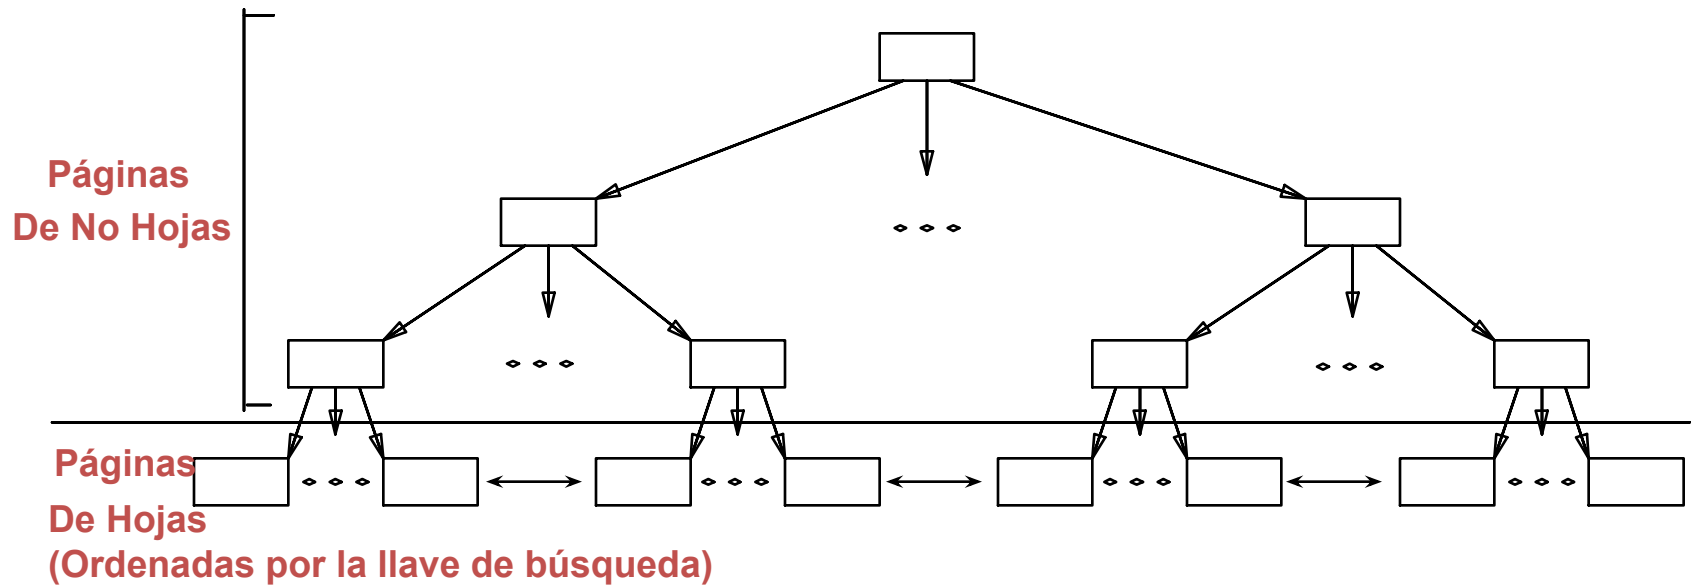 Páginas
De No Hojas
Páginas
De Hojas
(Ordenadas por la llave de búsqueda)